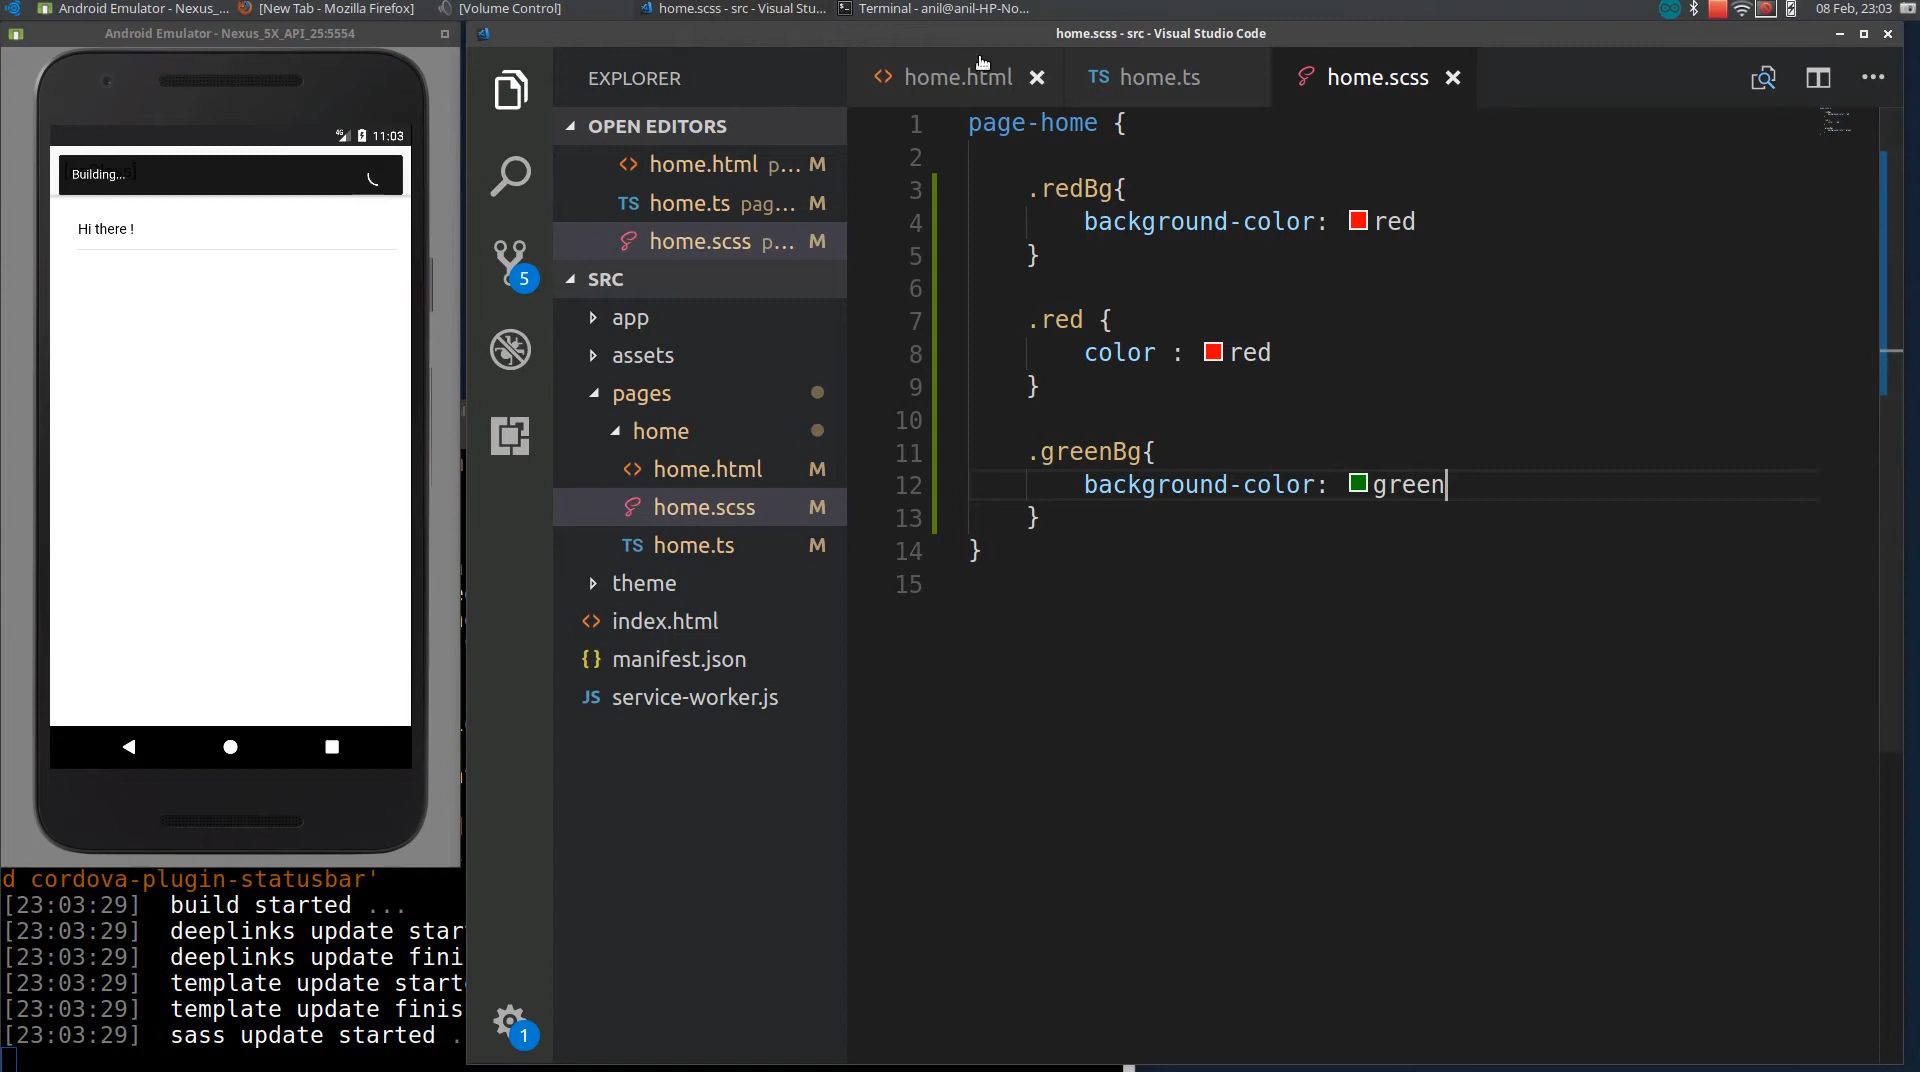 Android Emulator - Nexus_...
[New Tab - Mozilla Firefox]
[Volume Control]
home.scss - src - Visual Stu...
Terminal - anil@anil-HP-No...
08 Feb, 23:03
Android Emulator - Nexus_5X_API_25:5554
4G
11:03
Building...
Hi there !
d cordova-plugin-statusbar'
[23:03:29] build started ...
[23:03:29] deeplinks update star
[23:03:29] deeplinks update fini
[23:03:29] template update start
[23:03:29] template update finis
[23:03:29] sass update started .
home.scss - src - Visual Studio Code
5
1
EXPLORER
OPEN EDITORS
home.html p... M
TS home.ts pag... M
home.scss p... M
SRC
app
assets
pages
home
home.html M
home.scss M
TS home.ts M
theme
index.html
{ } manifest.json
JS service-worker.js
home.html
TS home.ts
home.scss
1 page-home {
2
3 .redBg{
4 background-color: red
5 }
6
7 .red {
8 color : red
9 }
10
11 .greenBg{
12 background-color: green
13 }
14 }
15